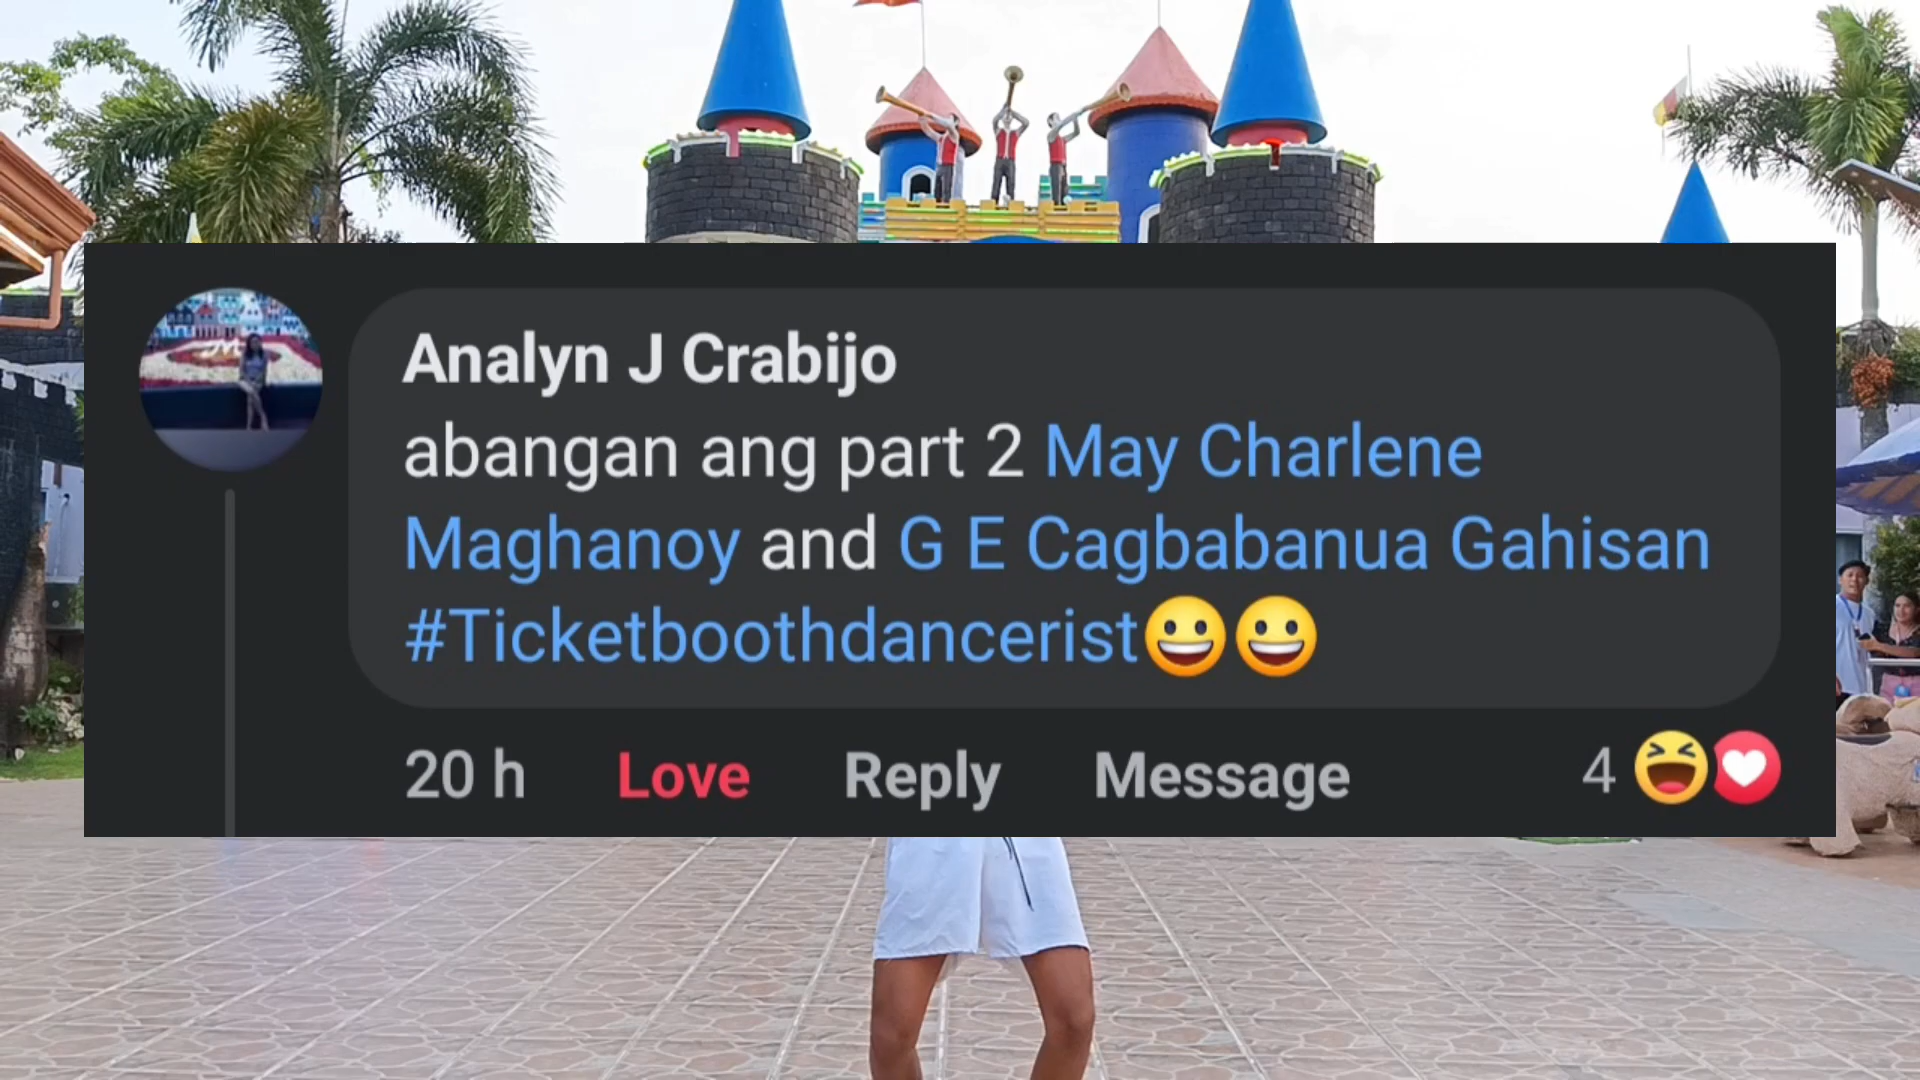 Analyn J Crabijo
abangan ang part 2 May Charlene
Maghanoy and G E Cagbabanua Gahisan
#Ticketboothdancerist😀😀
20 h Love Reply Message 4